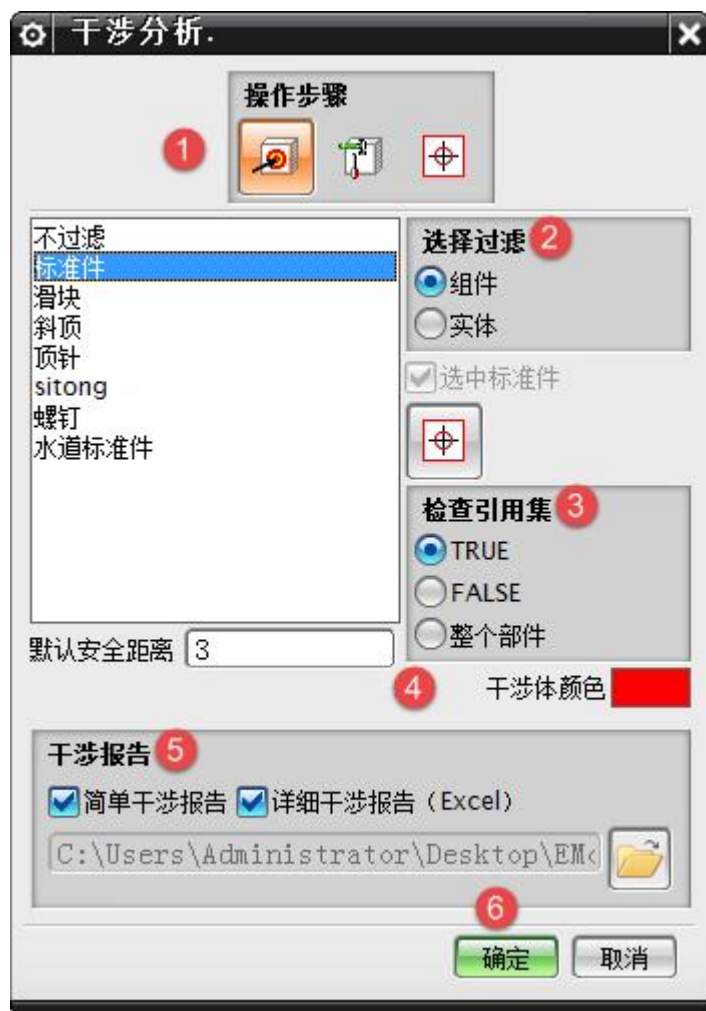 干涉分析.
操作步骤
1
不过滤
标准件
滑块
斜顶
顶针
sitong
螺钉
水道标准件
选择过滤 2
组件
实体
选中标准件
检查引用集 3
TRUE
FALSE
整个部件
默认安全距离 3
4 干涉体颜色
干涉报告 5
简单干涉报告 详细干涉报告（Excel）
C:\Users\Administrator\Desktop\EM
6
确定 取消